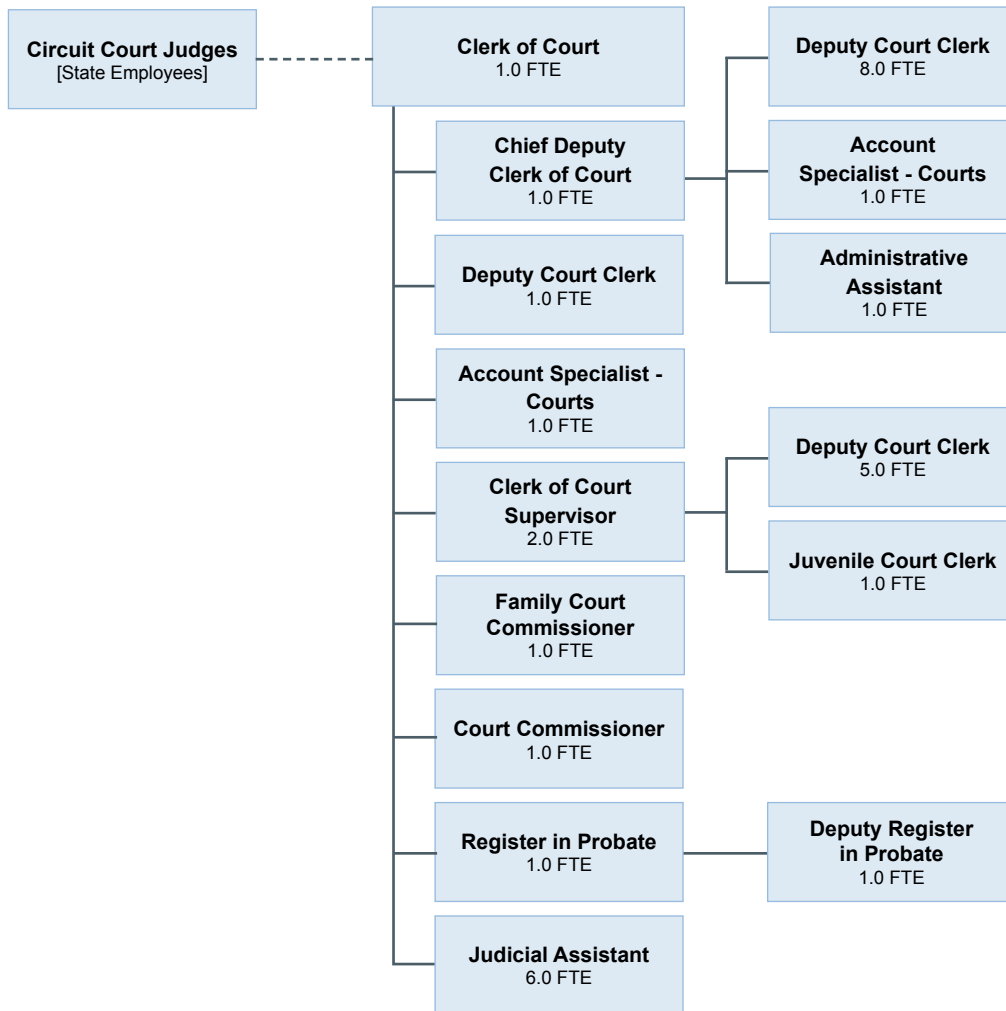 Circuit Court Judges
[State Employees]
Clerk of Court
1.0 FTE
Chief Deputy
Clerk of Court
1.0 FTE
Deputy Court Clerk
8.0 FTE
Account
Specialist - Courts
1.0 FTE
Administrative
Assistant
1.0 FTE
Deputy Court Clerk
1.0 FTE
Account Specialist -
Courts
1.0 FTE
Clerk of Court
Supervisor
2.0 FTE
Deputy Court Clerk
5.0 FTE
Juvenile Court Clerk
1.0 FTE
Family Court
Commissioner
1.0 FTE
Court Commissioner
1.0 FTE
Register in Probate
1.0 FTE
Deputy Register
in Probate
1.0 FTE
Judicial Assistant
6.0 FTE